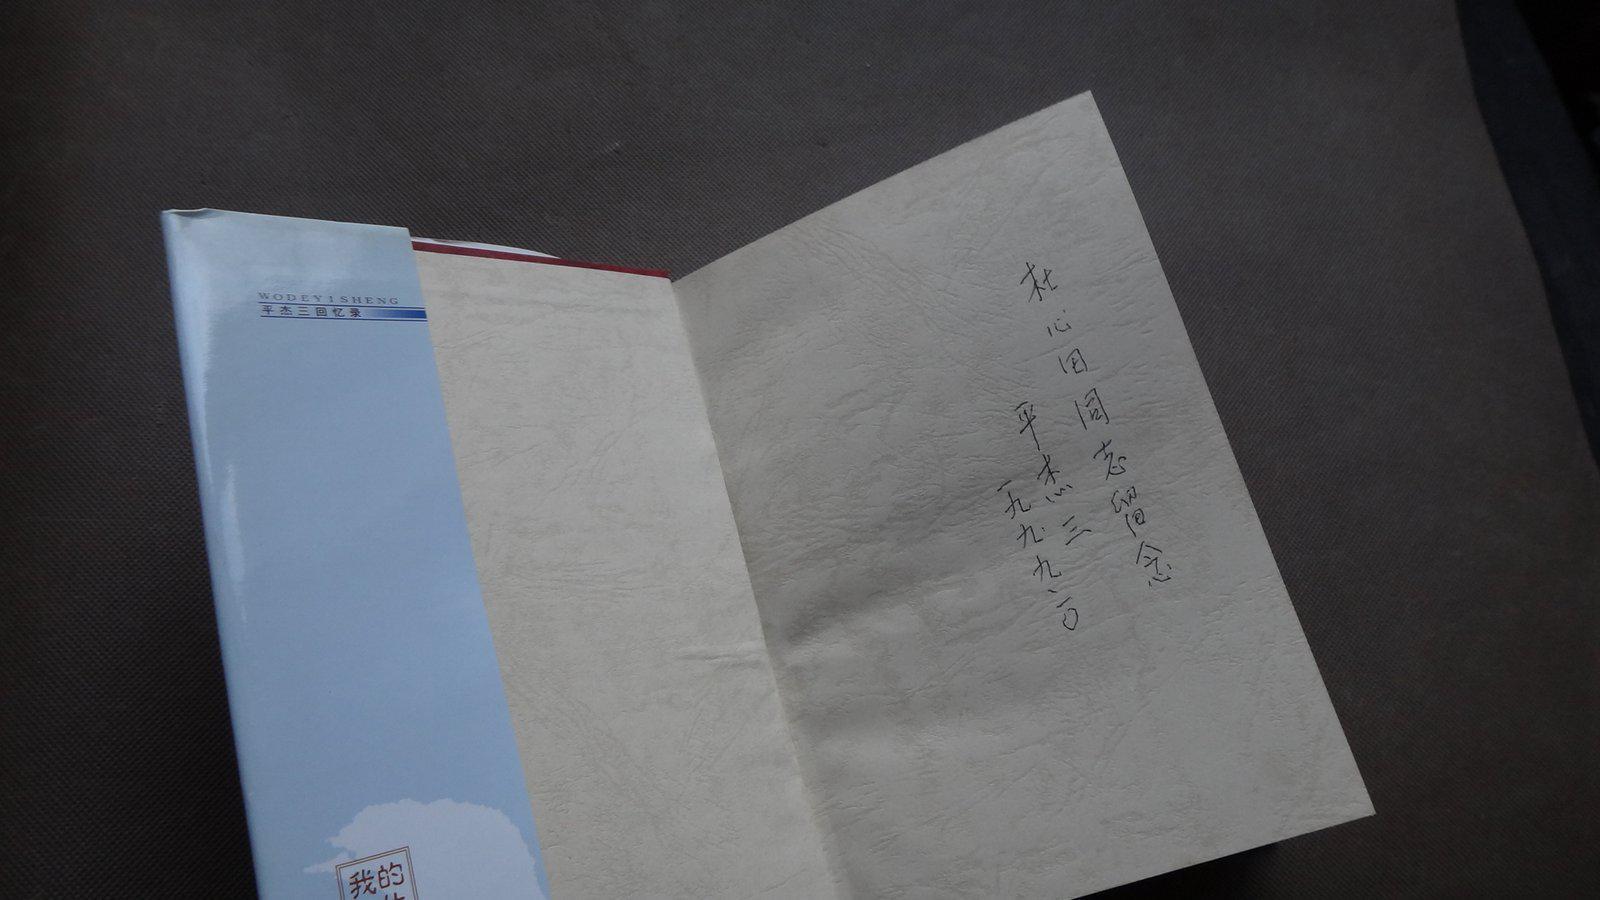 WODEYISHENG
平杰三回忆录
我的
杜心田同志留念
平杰三
一九九九、